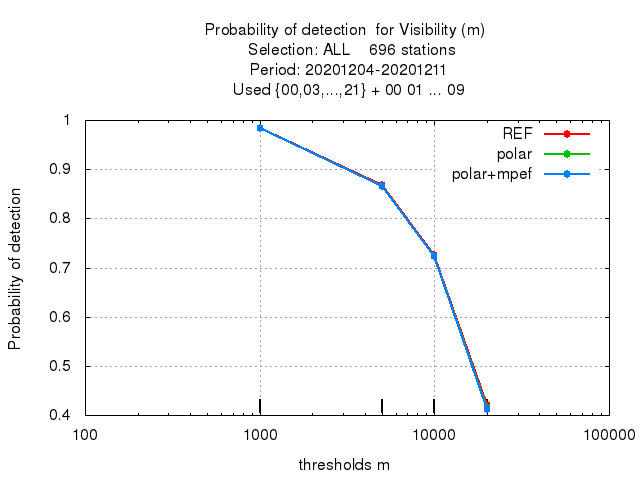 Probability of detection  for Visibility (m)
Selection: ALL    696 stations
Period: 20201204-20201211
Used {00,03,...,21} + 00 01 ... 09
REF
polar
polar+mpef
Probability of detection
1
0.9
0.8
0.7
0.6
0.5
0.4
100
1000
10000
100000
thresholds m